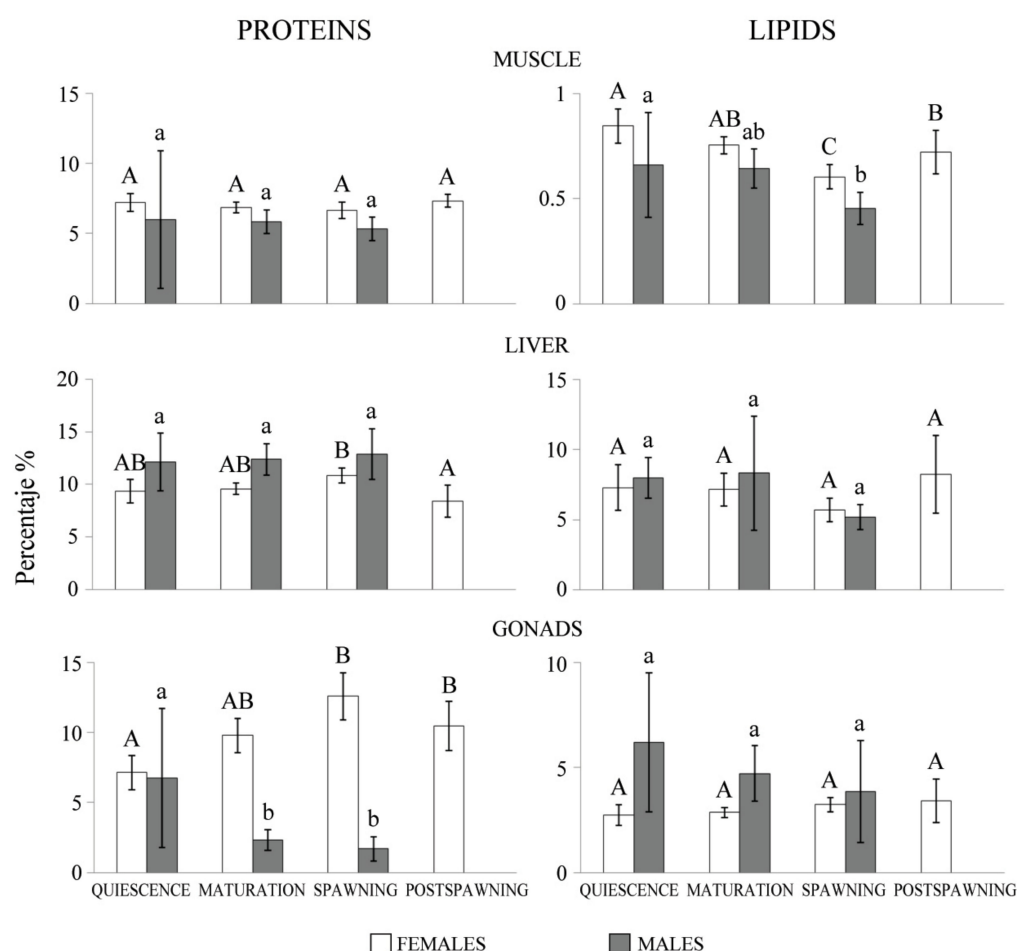 PROTEINS LIPIDS
MUSCLE
15
10
5
0
A a A a A a A
1
0.5
0
A a AB ab C b B
LIVER
Percentaje %
20
15
10
5
0
AB a AB a B a A
15
10
5
0
A a A a A a A
GONADS
15
10
5
0
A a AB b B b B
10
5
0
A a A a A a A
QUIESCENCE MATURATION SPAWNING POSTSPAWNING QUIESCENCE MATURATION SPAWNING POSTSPAWNING
FEMALES MALES